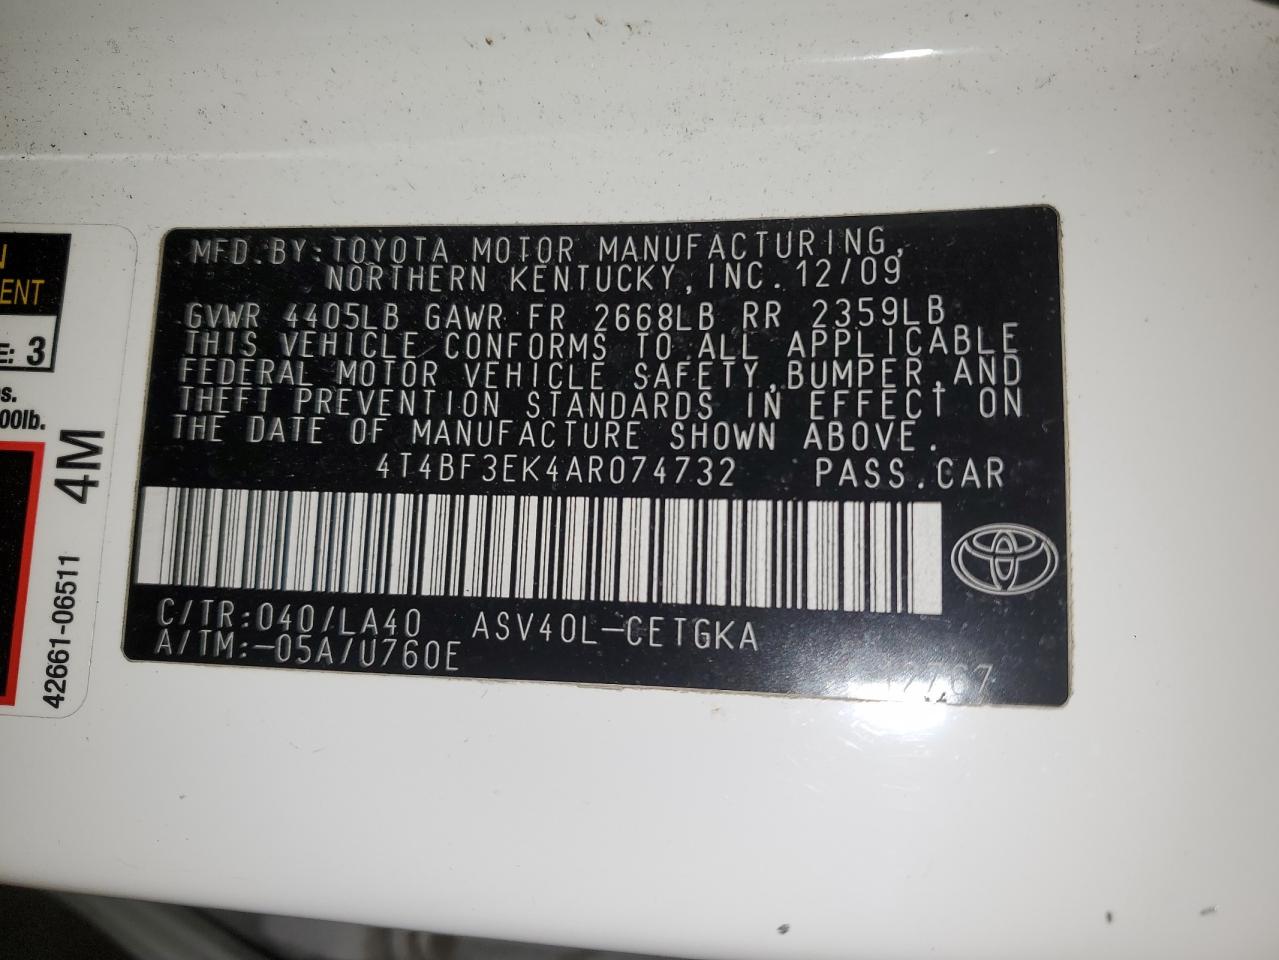 N
ENT
E: 3
s.
00lb.
4M
42661-06511
MFD.BY:TOYOTA MOTOR MANUFACTURING,
NORTHERN KENTUCKY,INC.12/09
GVWR 4405LB GAWR FR 2668LB RR 2359LB
THIS VEHICLE CONFORMS TO ALL APPLICABLE
FEDERAL MOTOR VEHICLE SAFETY,BUMPER,AND
THEFT PREVENTION STANDARDS IN EFFECT ON
THE DATE OF MANUFACTURE SHOWN ABOVE.
4T4BF3EK4AR074732 PASS.CAR
C/TR:040/LA40 ASV40L-CETGKA
A/TM:-05A/U760E